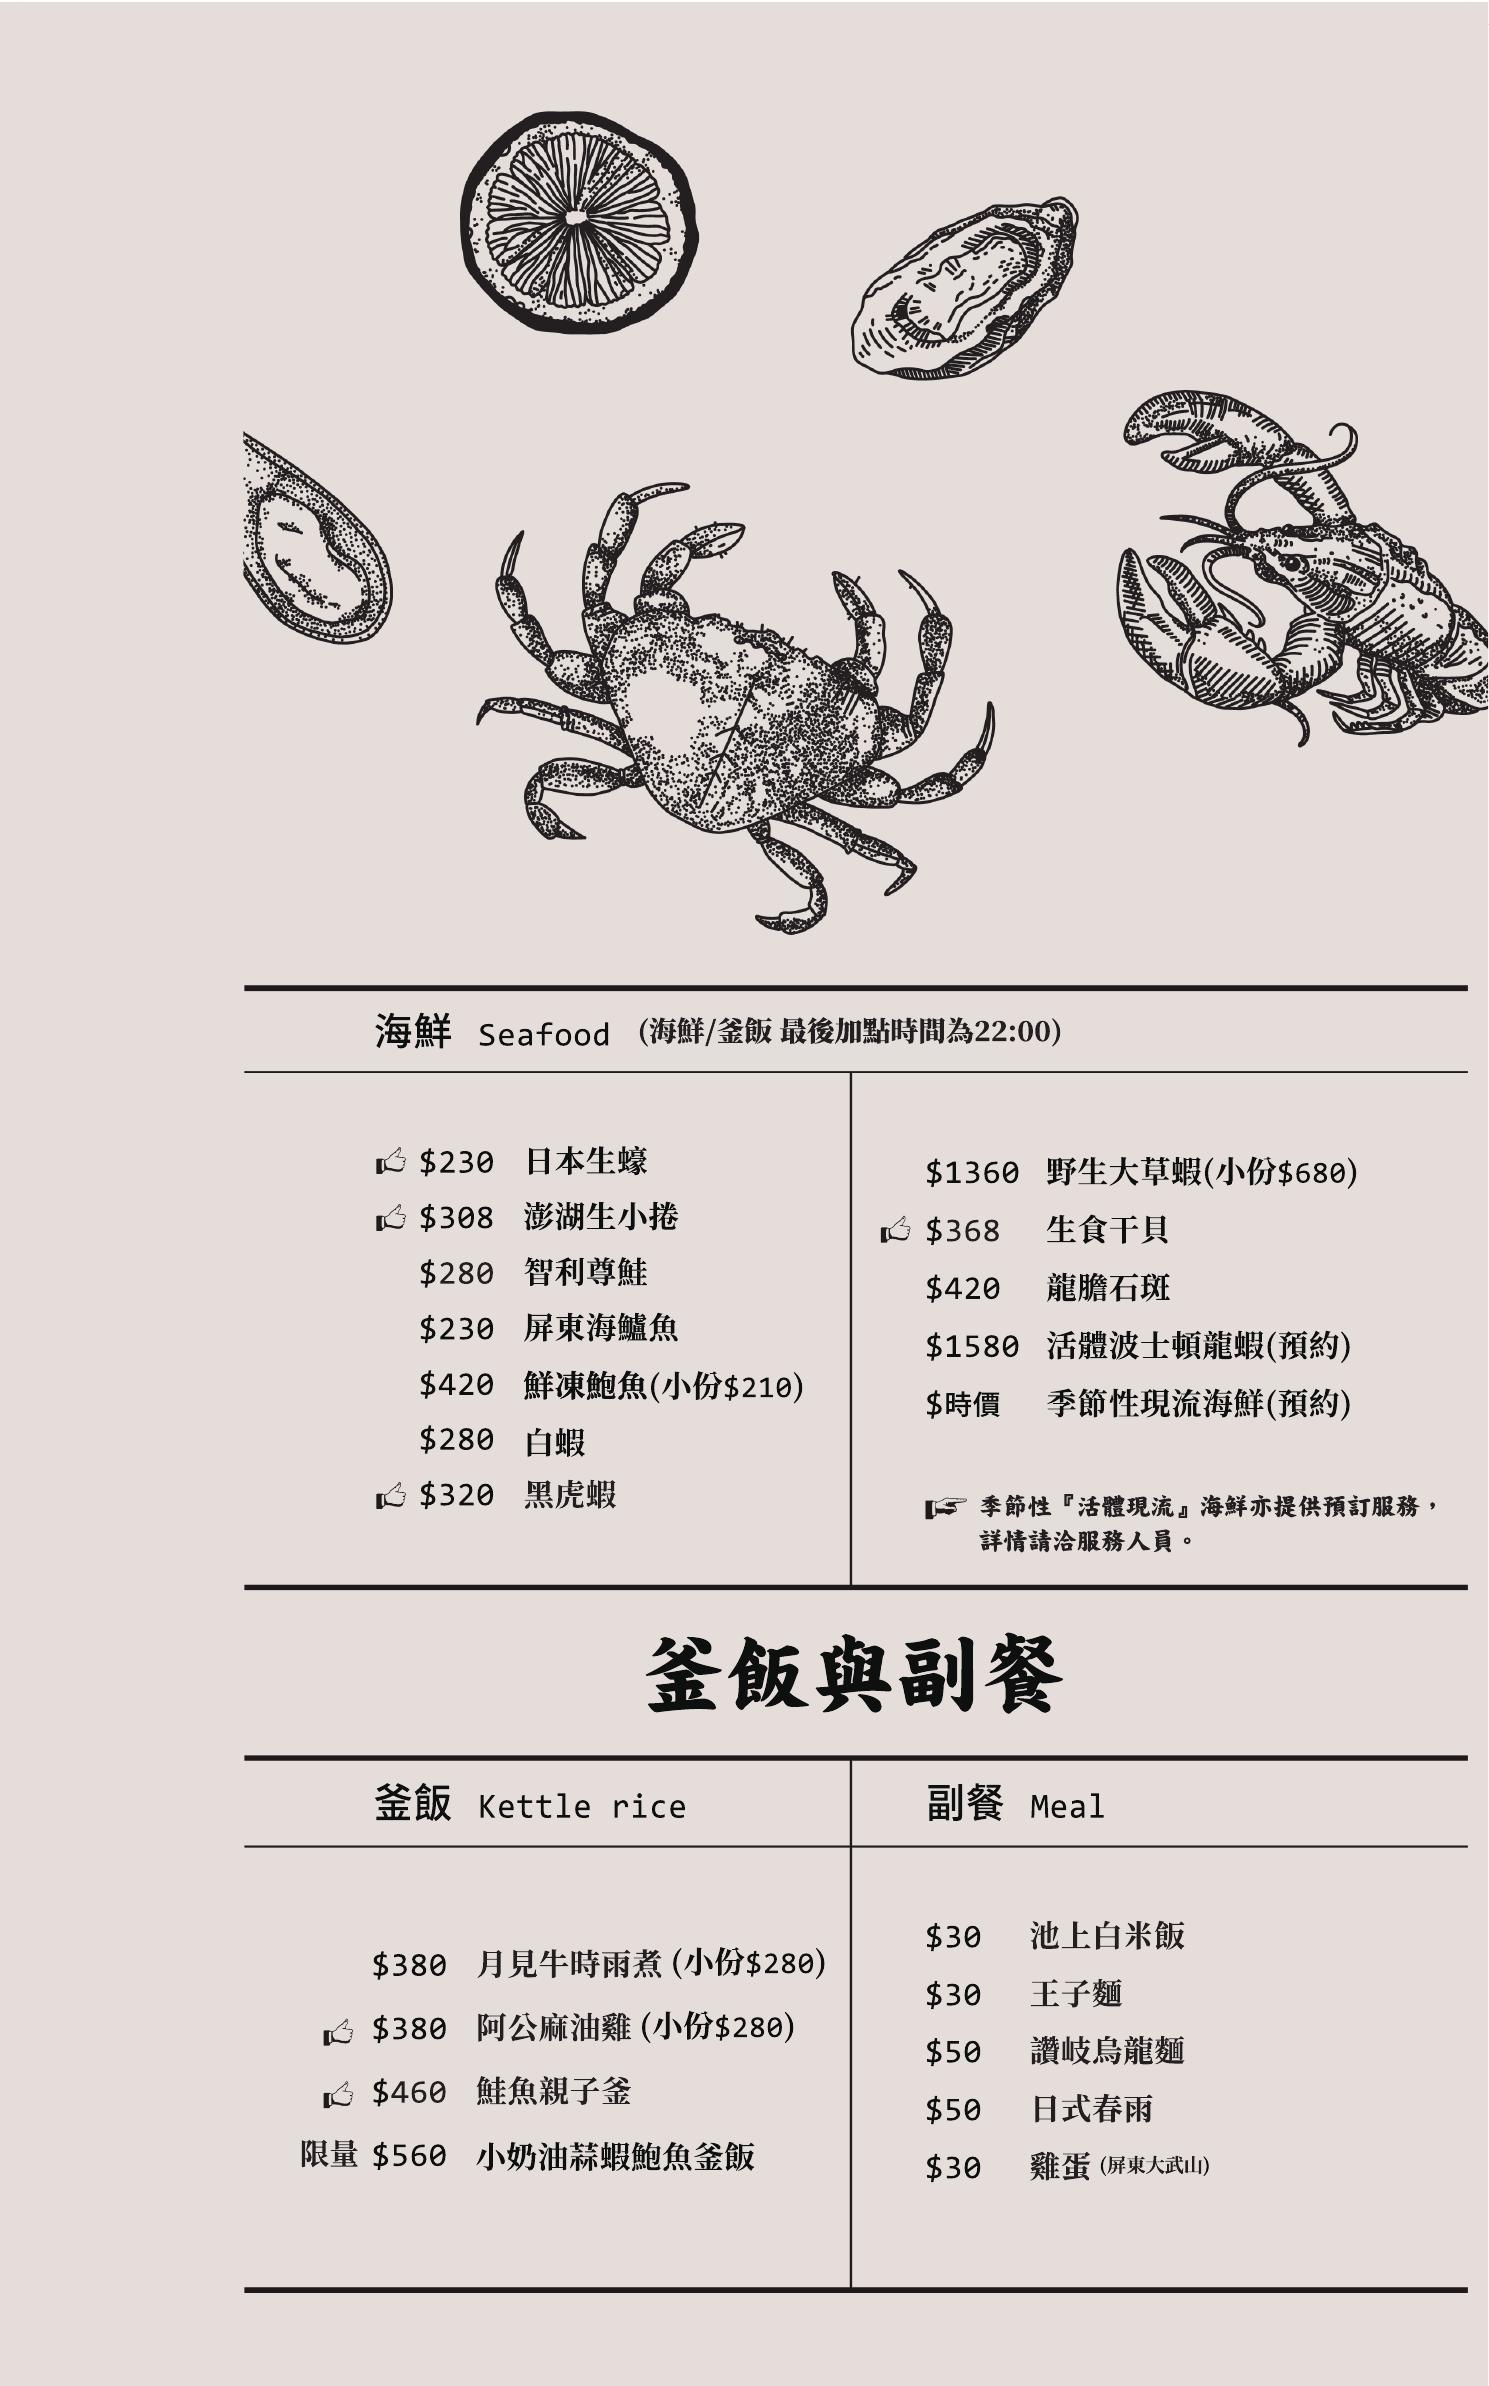 海鮮 Seafood (海鮮/釜飯 最後加點時間為22:00)
$230 日本生蠔
$308 澎湖生小捲
$280 智利尊鮭
$230 屏東海鱸魚
$420 鮮凍鮑魚(小份$210)
$280 白蝦
$320 黑虎蝦
$1360 野生大草蝦(小份$680)
$368 生食干貝
$420 龍膽石斑
$1580 活體波士頓龍蝦(預約)
$時價 季節性現流海鮮(預約)
季節性『活體現流』海鮮亦提供預訂服務，
詳情請洽服務人員。
釜飯與副餐
釜飯 Kettle rice
$380 月見牛時雨煮 (小份$280)
$380 阿公麻油雞 (小份$280)
$460 鮭魚親子釜
限量 $560 小奶油蒜蝦鮑魚釜飯
副餐 Meal
$30 池上白米飯
$30 王子麵
$50 讚岐烏龍麵
$50 日式春雨
$30 雞蛋 (屏東大武山)